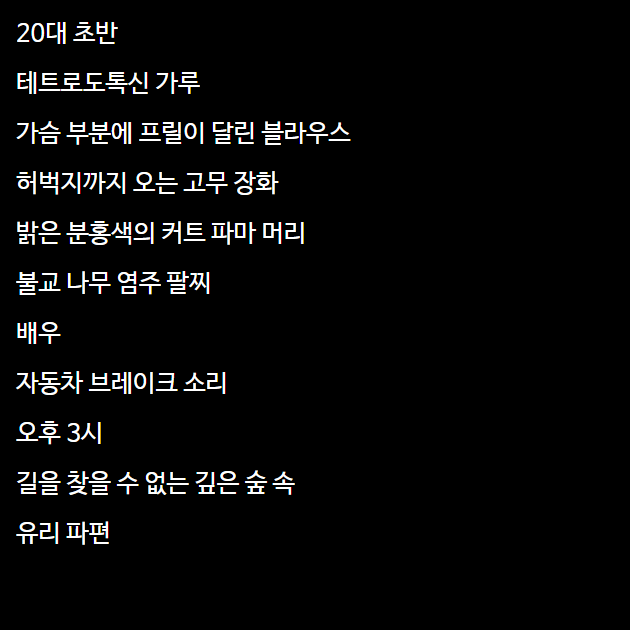 20대 초반
테트로도톡신 가루
가슴 부분에 프릴이 달린 블라우스
허벅지까지 오는 고무 장화
밝은 분홍색의 커트 파마 머리
불교 나무 염주 팔찌
배우
자동차 브레이크 소리
오후 3시
길을 찾을 수 없는 깊은 숲 속
유리 파편